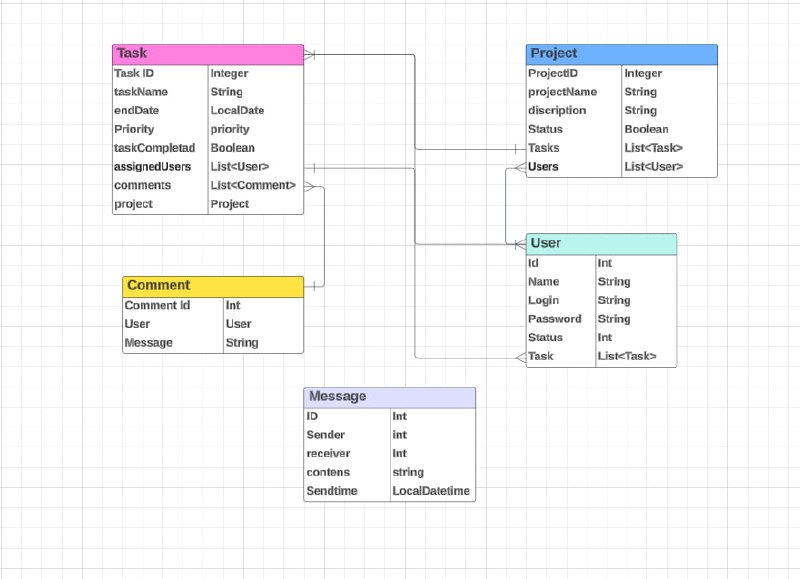 Task
Task ID Integer
taskName String
endDate LocalDate
Priority priority
taskCompletad Boolean
assignedUsers List<User>
comments List<Comment>
project Project
Project
ProjectID Integer
projectName String
discription String
Status Boolean
Tasks List<Task>
Users List<User>
User
Id Int
Name String
Login String
Password String
Status Int
Task List<Task>
Comment
Comment Id Int
User User
Message String
Message
ID Int
Sender int
receiver Int
contens string
Sendtime LocalDatetime